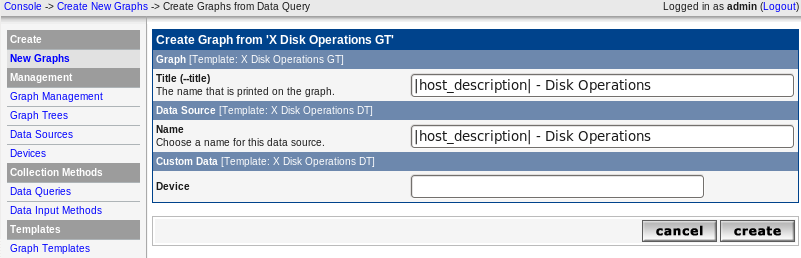 Console -> Create New Graphs -> Create Graphs from Data Query
Logged in as admin (Logout)
Create
New Graphs
Management
Graph Management
Graph Trees
Data Sources
Devices
Collection Methods
Data Queries
Data Input Methods
Templates
Graph Templates
Create Graph from 'X Disk Operations GT'
Graph [Template: X Disk Operations GT]
Title (--title)
The name that is printed on the graph.
|host_description| - Disk Operations
Data Source [Template: X Disk Operations DT]
Name
Choose a name for this data source.
|host_description| - Disk Operations
Custom Data [Template: X Disk Operations DT]
Device
cancel
create